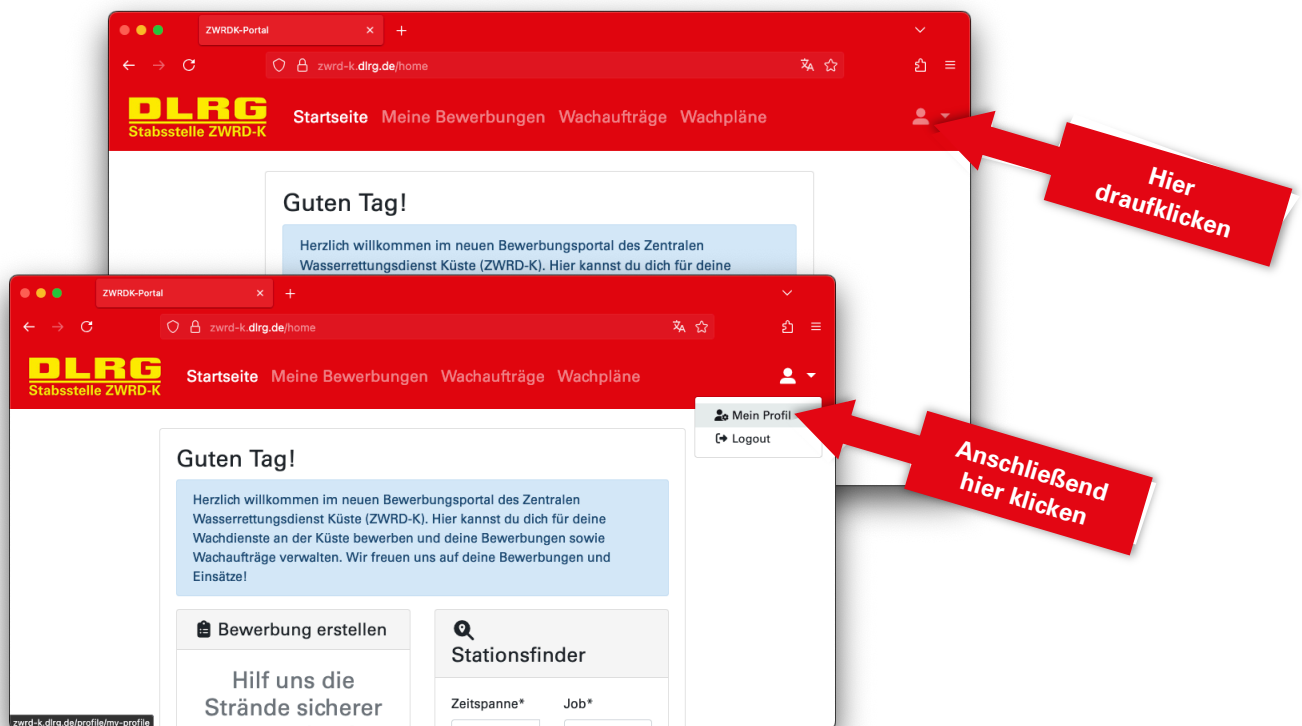 ZWRDK-Portal
zwrd-k.dlrg.de/home
DLRG
Stabsstelle ZWRD-K
Startseite Meine Bewerbungen Wachaufträge Wachpläne
Hier
draufklicken
Guten Tag!
Herzlich willkommen im neuen Bewerbungsportal des Zentralen
Wasserrettungsdienst Küste (ZWRD-K). Hier kannst du dich für deine
ZWRDK-Portal
zwrd-k.dlrg.de/home
DLRG
Stabsstelle ZWRD-K
Startseite Meine Bewerbungen Wachaufträge Wachpläne
Mein Profil
Logout
Anschließend
hier klicken
Guten Tag!
Herzlich willkommen im neuen Bewerbungsportal des Zentralen
Wasserrettungsdienst Küste (ZWRD-K). Hier kannst du dich für deine
Wachdienste an der Küste bewerben und deine Bewerbungen sowie
Wachaufträge verwalten. Wir freuen uns auf deine Bewerbungen und
Einsätze!
Bewerbung erstellen
Hilf uns die
Strände sicherer
Stationsfinder
Zeitspanne* Job*
zwrd-k.dlrg.de/profile/my-profile